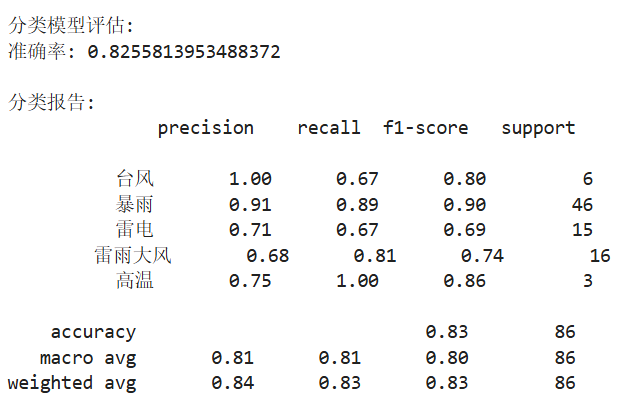 分类模型评估:
准确率: 0.8255813953488372
分类报告:
precision recall f1-score support
台风 1.00 0.67 0.80 6
暴雨 0.91 0.89 0.90 46
雷电 0.71 0.67 0.69 15
雷雨大风 0.68 0.81 0.74 16
高温 0.75 1.00 0.86 3
accuracy 0.83 86
macro avg 0.81 0.81 0.80 86
weighted avg 0.84 0.83 0.83 86